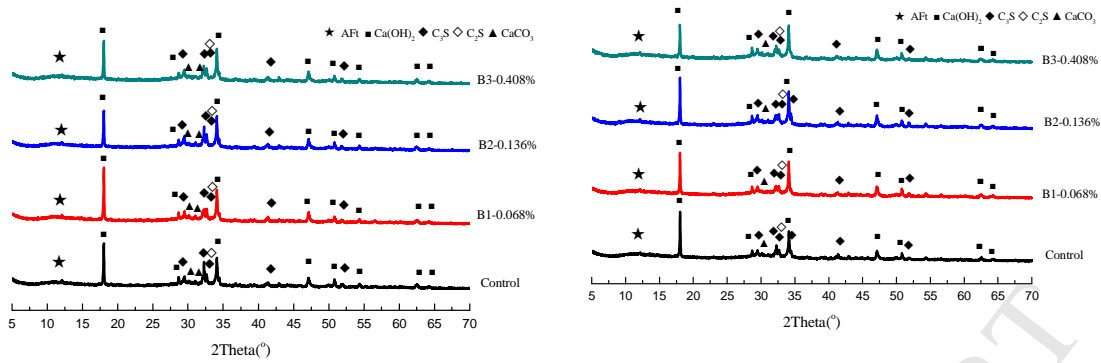 ★ AFt ■ Ca(OH)₂ ◆ C₃S ◇ C₂S ▲ CaCO₃
B3-0.408%
B2-0.136%
B1-0.068%
Control
5 10 15 20 25 30 35 40 45 50 55 60 65 70
2Theta(°)
★ AFt ■ Ca(OH)₂ ◆ C₃S ◇ C₂S ▲ CaCO₃
B3-0.408%
B2-0.136%
B1-0.068%
Control
5 10 15 20 25 30 35 40 45 50 55 60 65 70
2Theta(°)